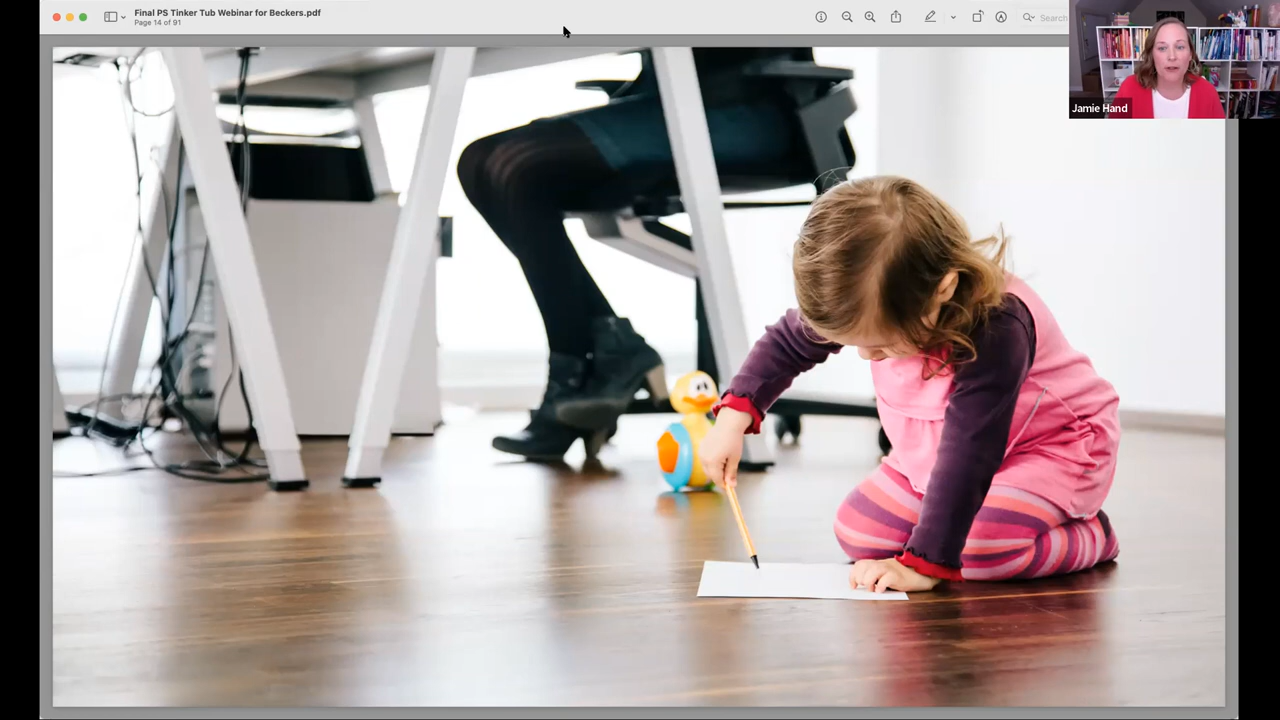 Final PS Tinker Tub Webinar for Beckers.pdf
Page 14 of 91
Search
Jamie Hand